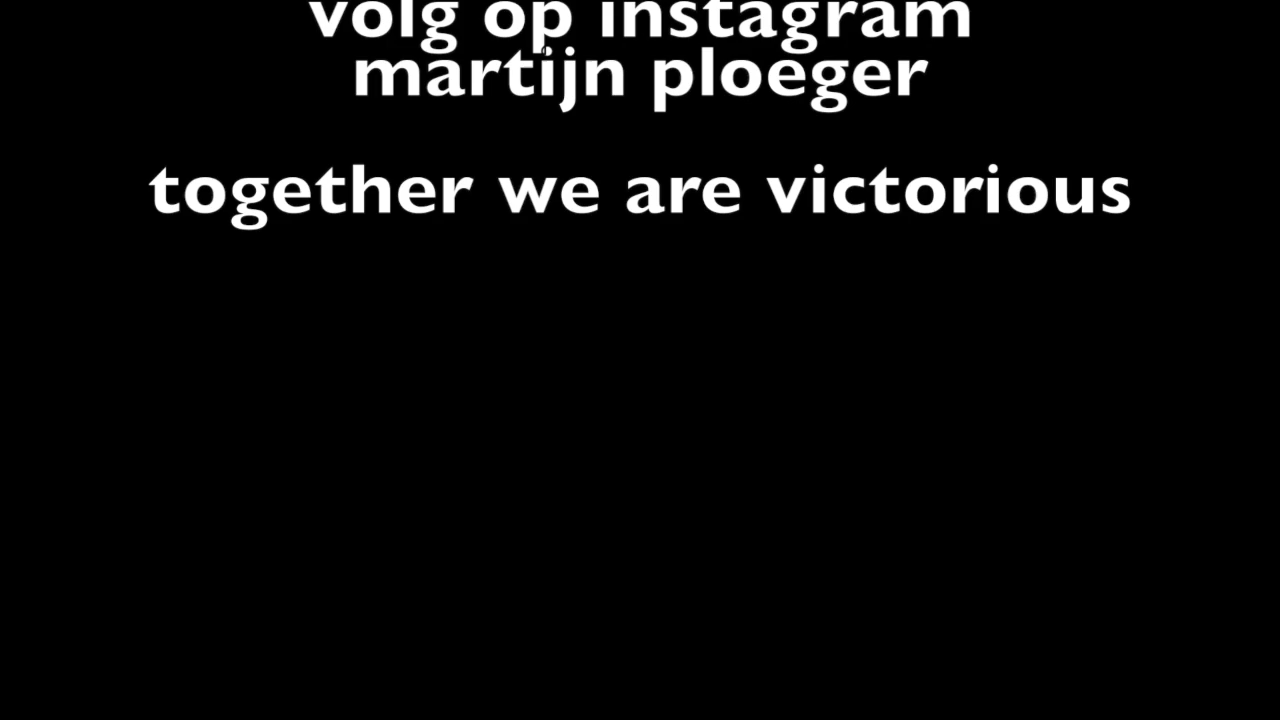 volg op instagram
martijn ploeger
together we are victorious